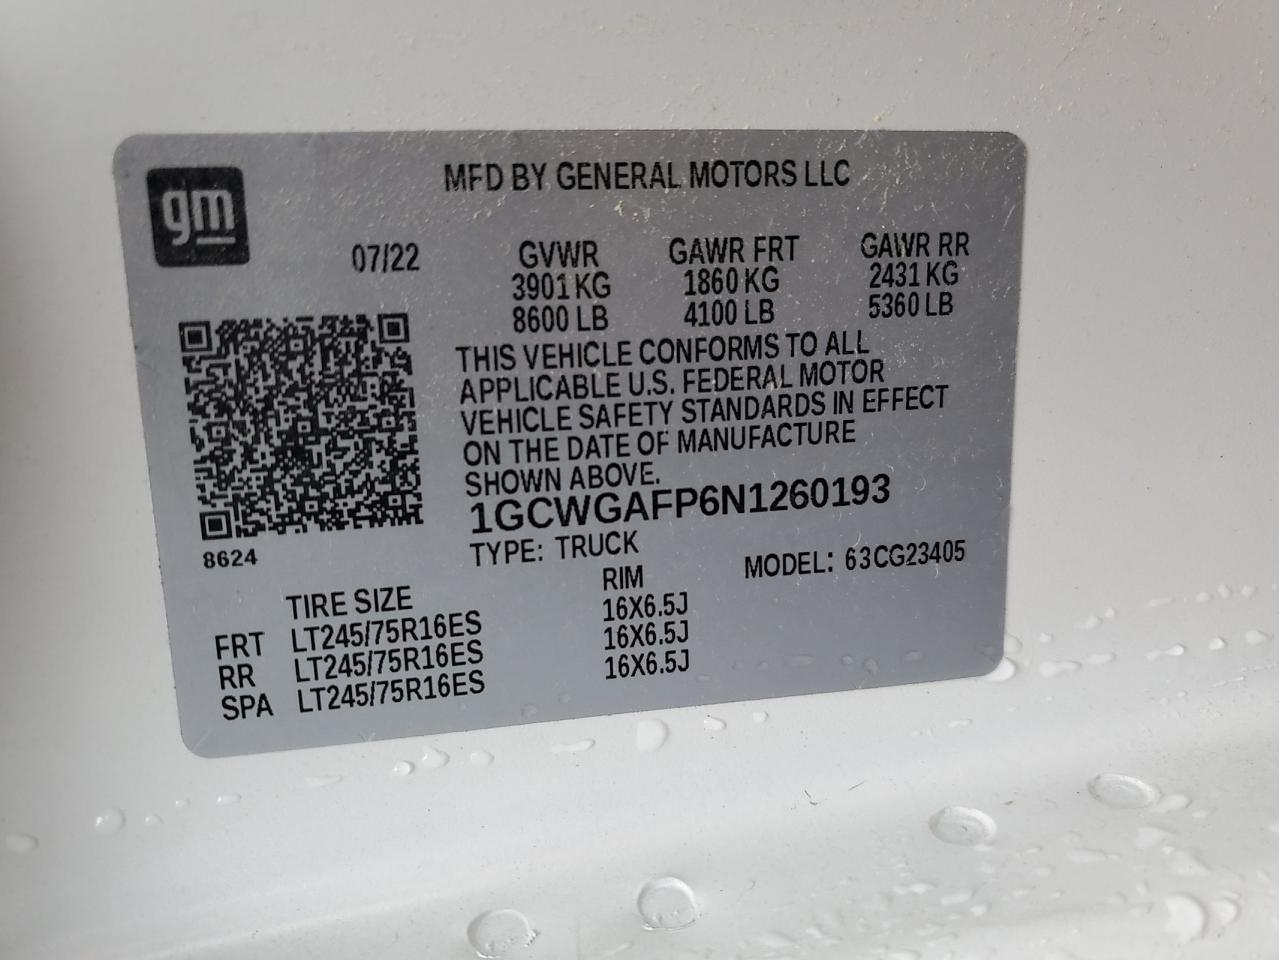 gm
MFD BY GENERAL MOTORS LLC
07/22 GVWR GAWR FRT GAWR RR
3901 KG 1860 KG 2431 KG
8600 LB 4100 LB 5360 LB
THIS VEHICLE CONFORMS TO ALL
APPLICABLE U.S. FEDERAL MOTOR
VEHICLE SAFETY STANDARDS IN EFFECT
ON THE DATE OF MANUFACTURE
SHOWN ABOVE.
1GCWGAFP6N1260193
8624
TYPE: TRUCK MODEL: 63CG23405
TIRE SIZE RIM
FRT LT245/75R16ES 16X6.5J
RR LT245/75R16ES 16X6.5J
SPA LT245/75R16ES 16X6.5J